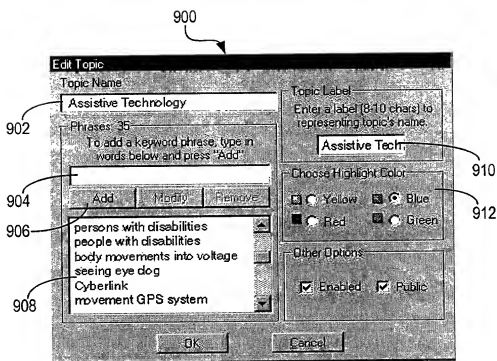 900
Edit Topic
Topic Name
902
Assistive Technology
Phrases: 35
To add a keyword phrase, type in
words below and press "Add"
904
Add Modify Remove
906
persons with disabilities
people with disabilities
body movements into voltage
seeing eye dog
Cyberlink
movement GPS system
908
Topic Label
Enter a label (8-10 chars) to
representing topic's name.
Assistive Tech.
910
Choose Highlight Color
912
Yellow Blue
Red Green
Other Options
Enabled Public
OK Cancel